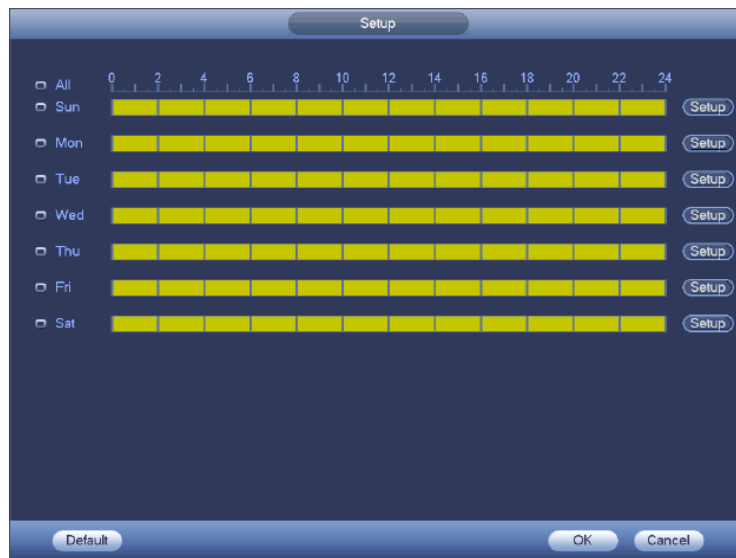 Setup
All 0 2 4 6 8 10 12 14 16 18 20 22 24
Sun Setup
Mon Setup
Tue Setup
Wed Setup
Thu Setup
Fri Setup
Sat Setup
Default OK Cancel